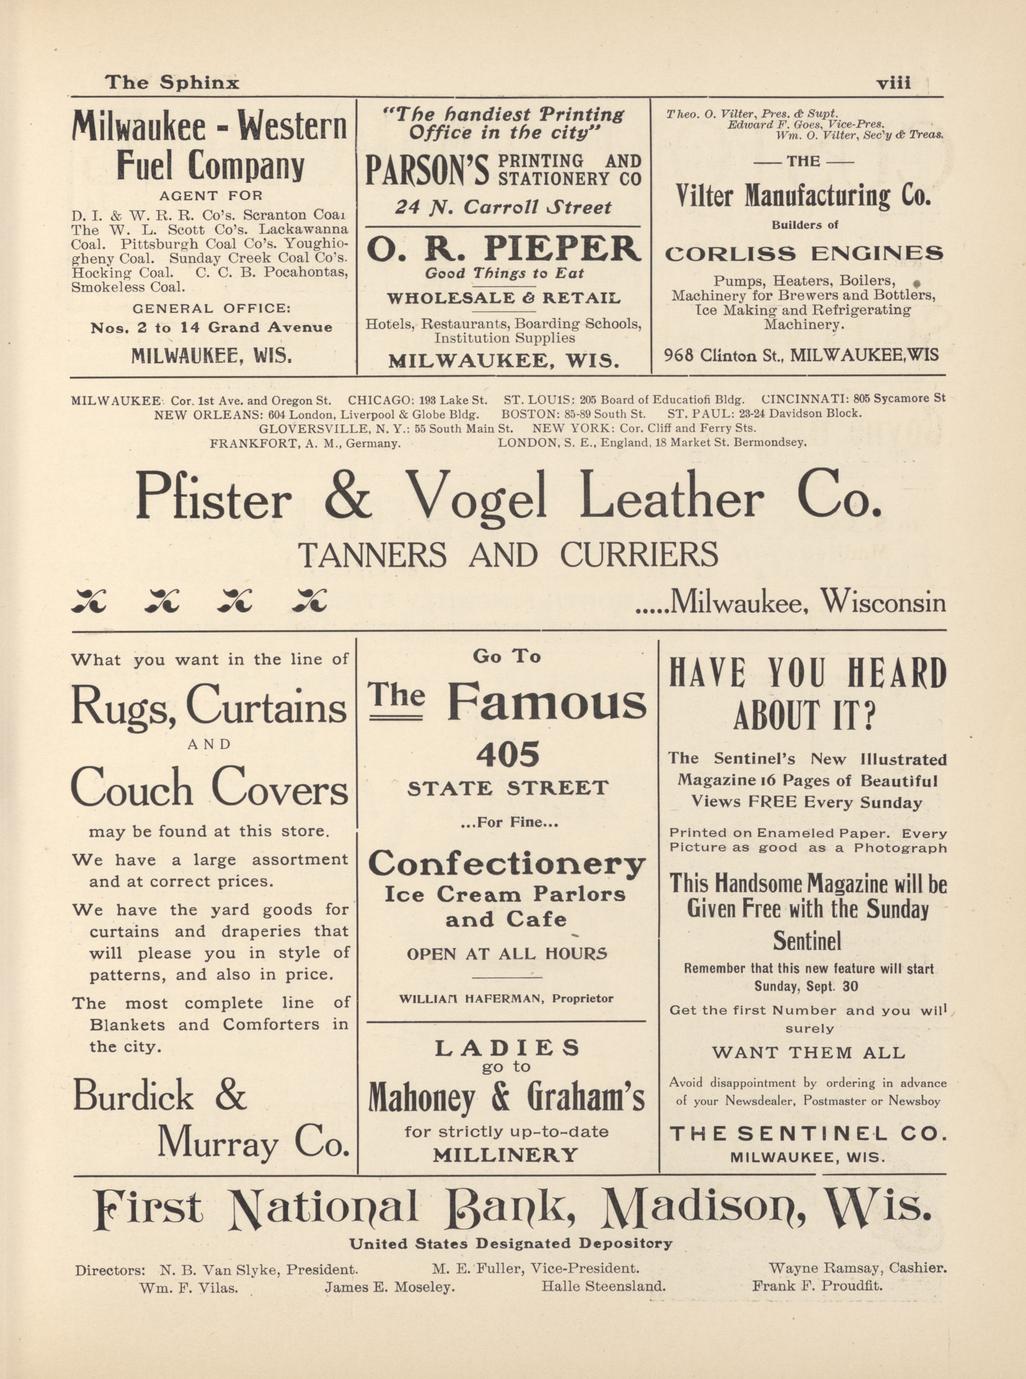 The Sphinx
viii
Milwaukee - Western
Fuel Company
AGENT FOR
D. I. & W. R. R. Co's. Scranton Coal
The W. L. Scott Co's. Lackawanna
Coal. Pittsburgh Coal Co's. Youghio-
gheny Coal. Sunday Creek Coal Co's.
Hocking Coal. C. C. B. Pocahontas,
Smokeless Coal.
GENERAL OFFICE:
Nos. 2 to 14 Grand Avenue
MILWAUKEE, WIS.
"The handiest Printing
Office in the city"
PARSON'S PRINTING AND
STATIONERY CO
24 N. Carroll Street
O. R. PIEPER
Good Things to Eat
WHOLESALE & RETAIL
Hotels, Restaurants, Boarding Schools,
Institution Supplies
MILWAUKEE, WIS.
Theo. O. Vilter, Pres. & Supt.
Edward F. Goes, Vice-Pres.
Wm. O. Vilter, Sec'y & Treas.
THE
Vilter Manufacturing Co.
Builders of
CORLISS ENGINES
Pumps, Heaters, Boilers,
Machinery for Brewers and Bottlers,
Ice Making and Refrigerating
Machinery.
968 Clinton St., MILWAUKEE,WIS
MILWAUKEE: Cor. 1st Ave. and Oregon St. CHICAGO: 193 Lake St. ST. LOUIS: 205 Board of Educatiofi Bldg. CINCINNATI: 805 Sycamore St
NEW ORLEANS: 604 London, Liverpool & Globe Bldg. BOSTON: 85-89 South St. ST. PAUL: 23-24 Davidson Block.
GLOVERSVILLE, N. Y.: 55 South Main St. NEW YORK: Cor. Cliff and Ferry Sts.
FRANKFORT, A. M., Germany. LONDON, S. E., England, 18 Market St. Bermondsey.
Pfister & Vogel Leather Co.
TANNERS AND CURRIERS
.....Milwaukee, Wisconsin
What you want in the line of
Rugs, Curtains
AND
Couch Covers
may be found at this store.
We have a large assortment
and at correct prices.
We have the yard goods for
curtains and draperies that
will please you in style of
patterns, and also in price.
The most complete line of
Blankets and Comforters in
the city.
Burdick &
Murray Co.
Go To
The Famous
405
STATE STREET
...For Fine...
Confectionery
Ice Cream Parlors
and Cafe
OPEN AT ALL HOURS
WILLIAM HAFERMAN, Proprietor
LADIES
go to
Mahoney & Graham's
for strictly up-to-date
MILLINERY
HAVE YOU HEARD
ABOUT IT?
The Sentinel's New Illustrated
Magazine 16 Pages of Beautiful
Views FREE Every Sunday
Printed on Enameled Paper. Every
Picture as good as a Photograph
This Handsome Magazine will be
Given Free with the Sunday
Sentinel
Remember that this new feature will start
Sunday, Sept. 30
Get the first Number and you will
surely
WANT THEM ALL
Avoid disappointment by ordering in advance
of your Newsdealer, Postmaster or Newsboy
THE SENTINEL CO.
MILWAUKEE, WIS.
First National Bank, Madison, Wis.
United States Designated Depository
Directors: N. B. Van Slyke, President. M. E. Fuller, Vice-President. Wayne Ramsay, Cashier.
Wm. F. Vilas. James E. Moseley. Halle Steensland. Frank F. Proudfit.